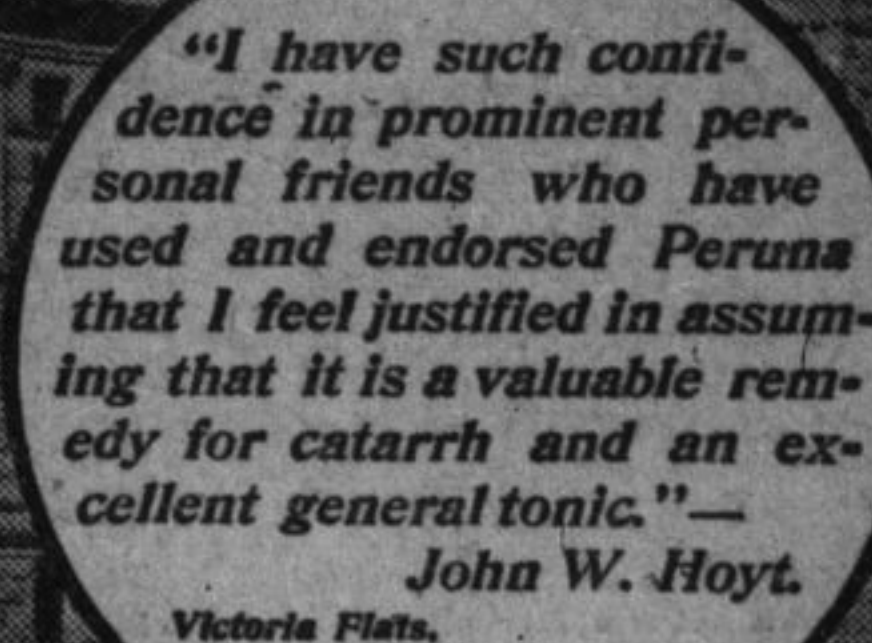 “I have such confi-
dence in prominent per-
sonal friends who have
used and endorsed Peruna
that I feel justified in assum-
ing that it is a valuable rem-
edy for catarrh and an ex-
cellent general tonic.”—
John W. Hoyt.
Victoria Flats.